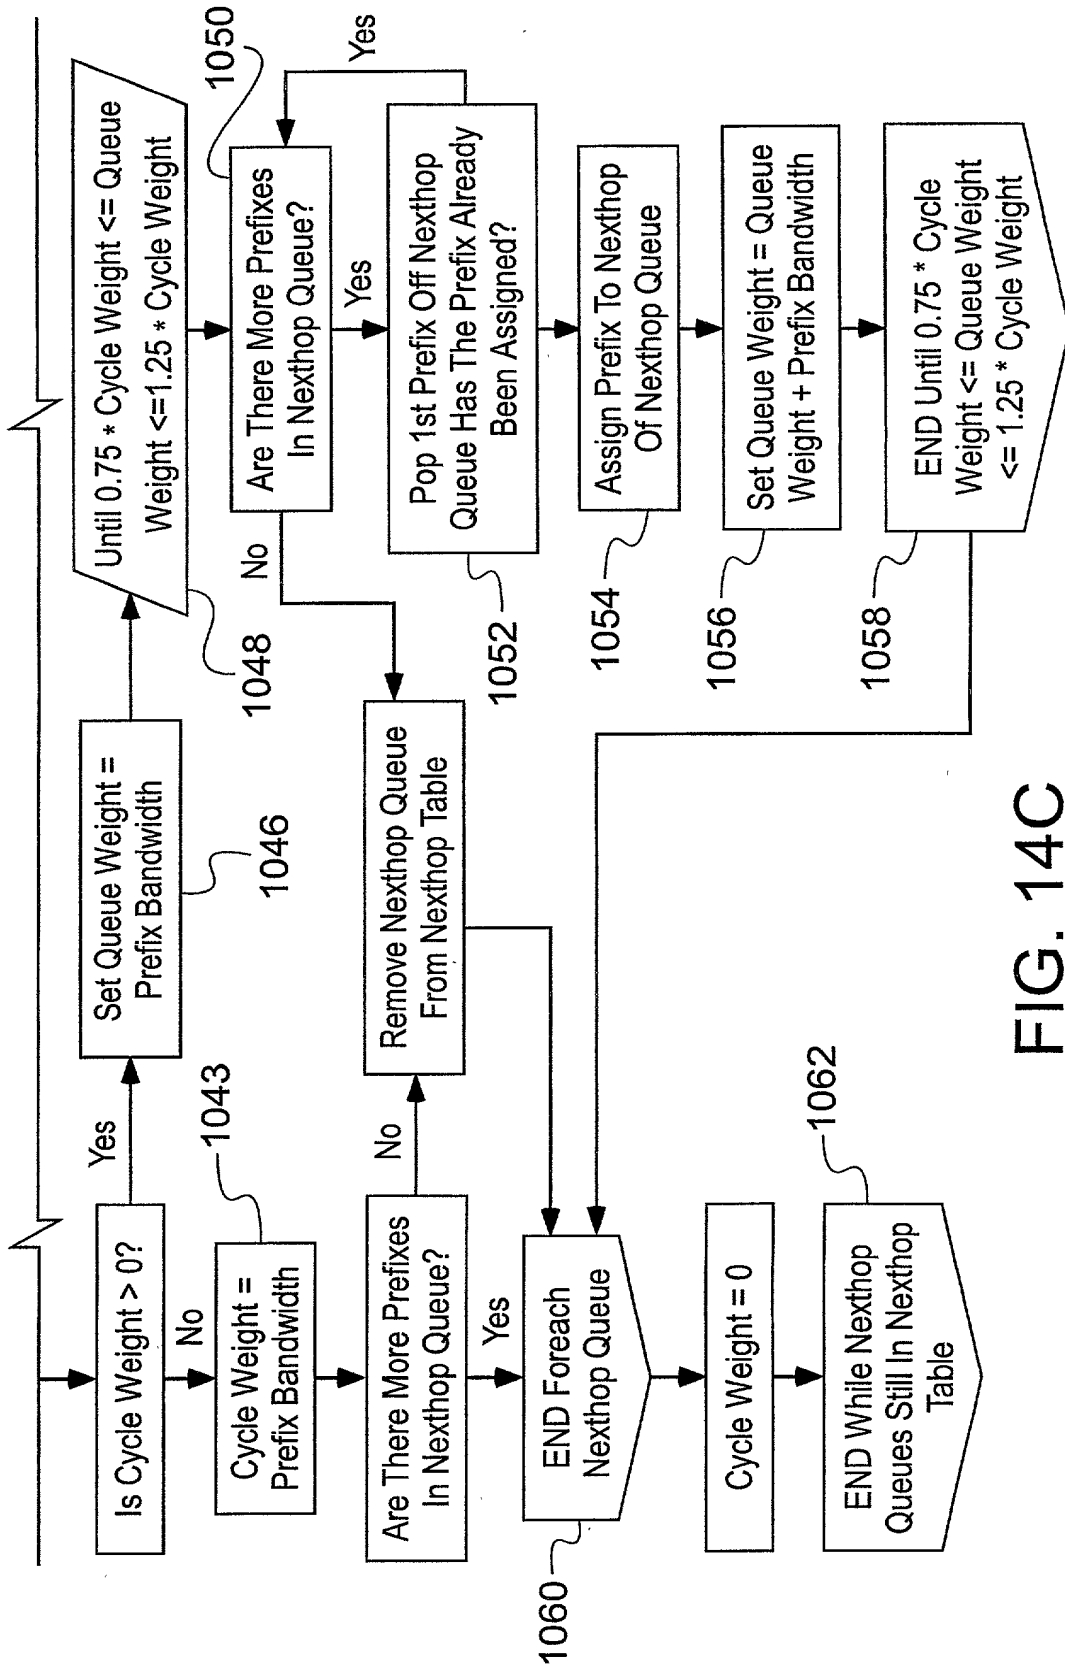 Is Cycle Weight > 0?
Yes
No
Set Queue Weight =
Prefix Bandwidth
1046
Until 0.75 * Cycle Weight <= Queue
Weight <=1.25 * Cycle Weight
1048
Cycle Weight =
Prefix Bandwidth
1043
Are There More Prefixes
In Nexthop Queue?
1050
No
Yes
Yes
Are There More Prefixes
In Nexthop Queue?
No
Yes
Remove Nexthop Queue
From Nexthop Table
Pop 1st Prefix Off Nexthop
Queue Has The Prefix Already
Been Assigned?
1052
Assign Prefix To Nexthop
Of Nexthop Queue
1054
END Foreach
Nexthop Queue
1060
Set Queue Weight = Queue
Weight + Prefix Bandwidth
1056
Cycle Weight = 0
END Until 0.75 * Cycle
Weight <= Queue Weight
<= 1.25 * Cycle Weight
1058
END While Nexthop
Queues Still In Nexthop
Table
1062
FIG. 14C